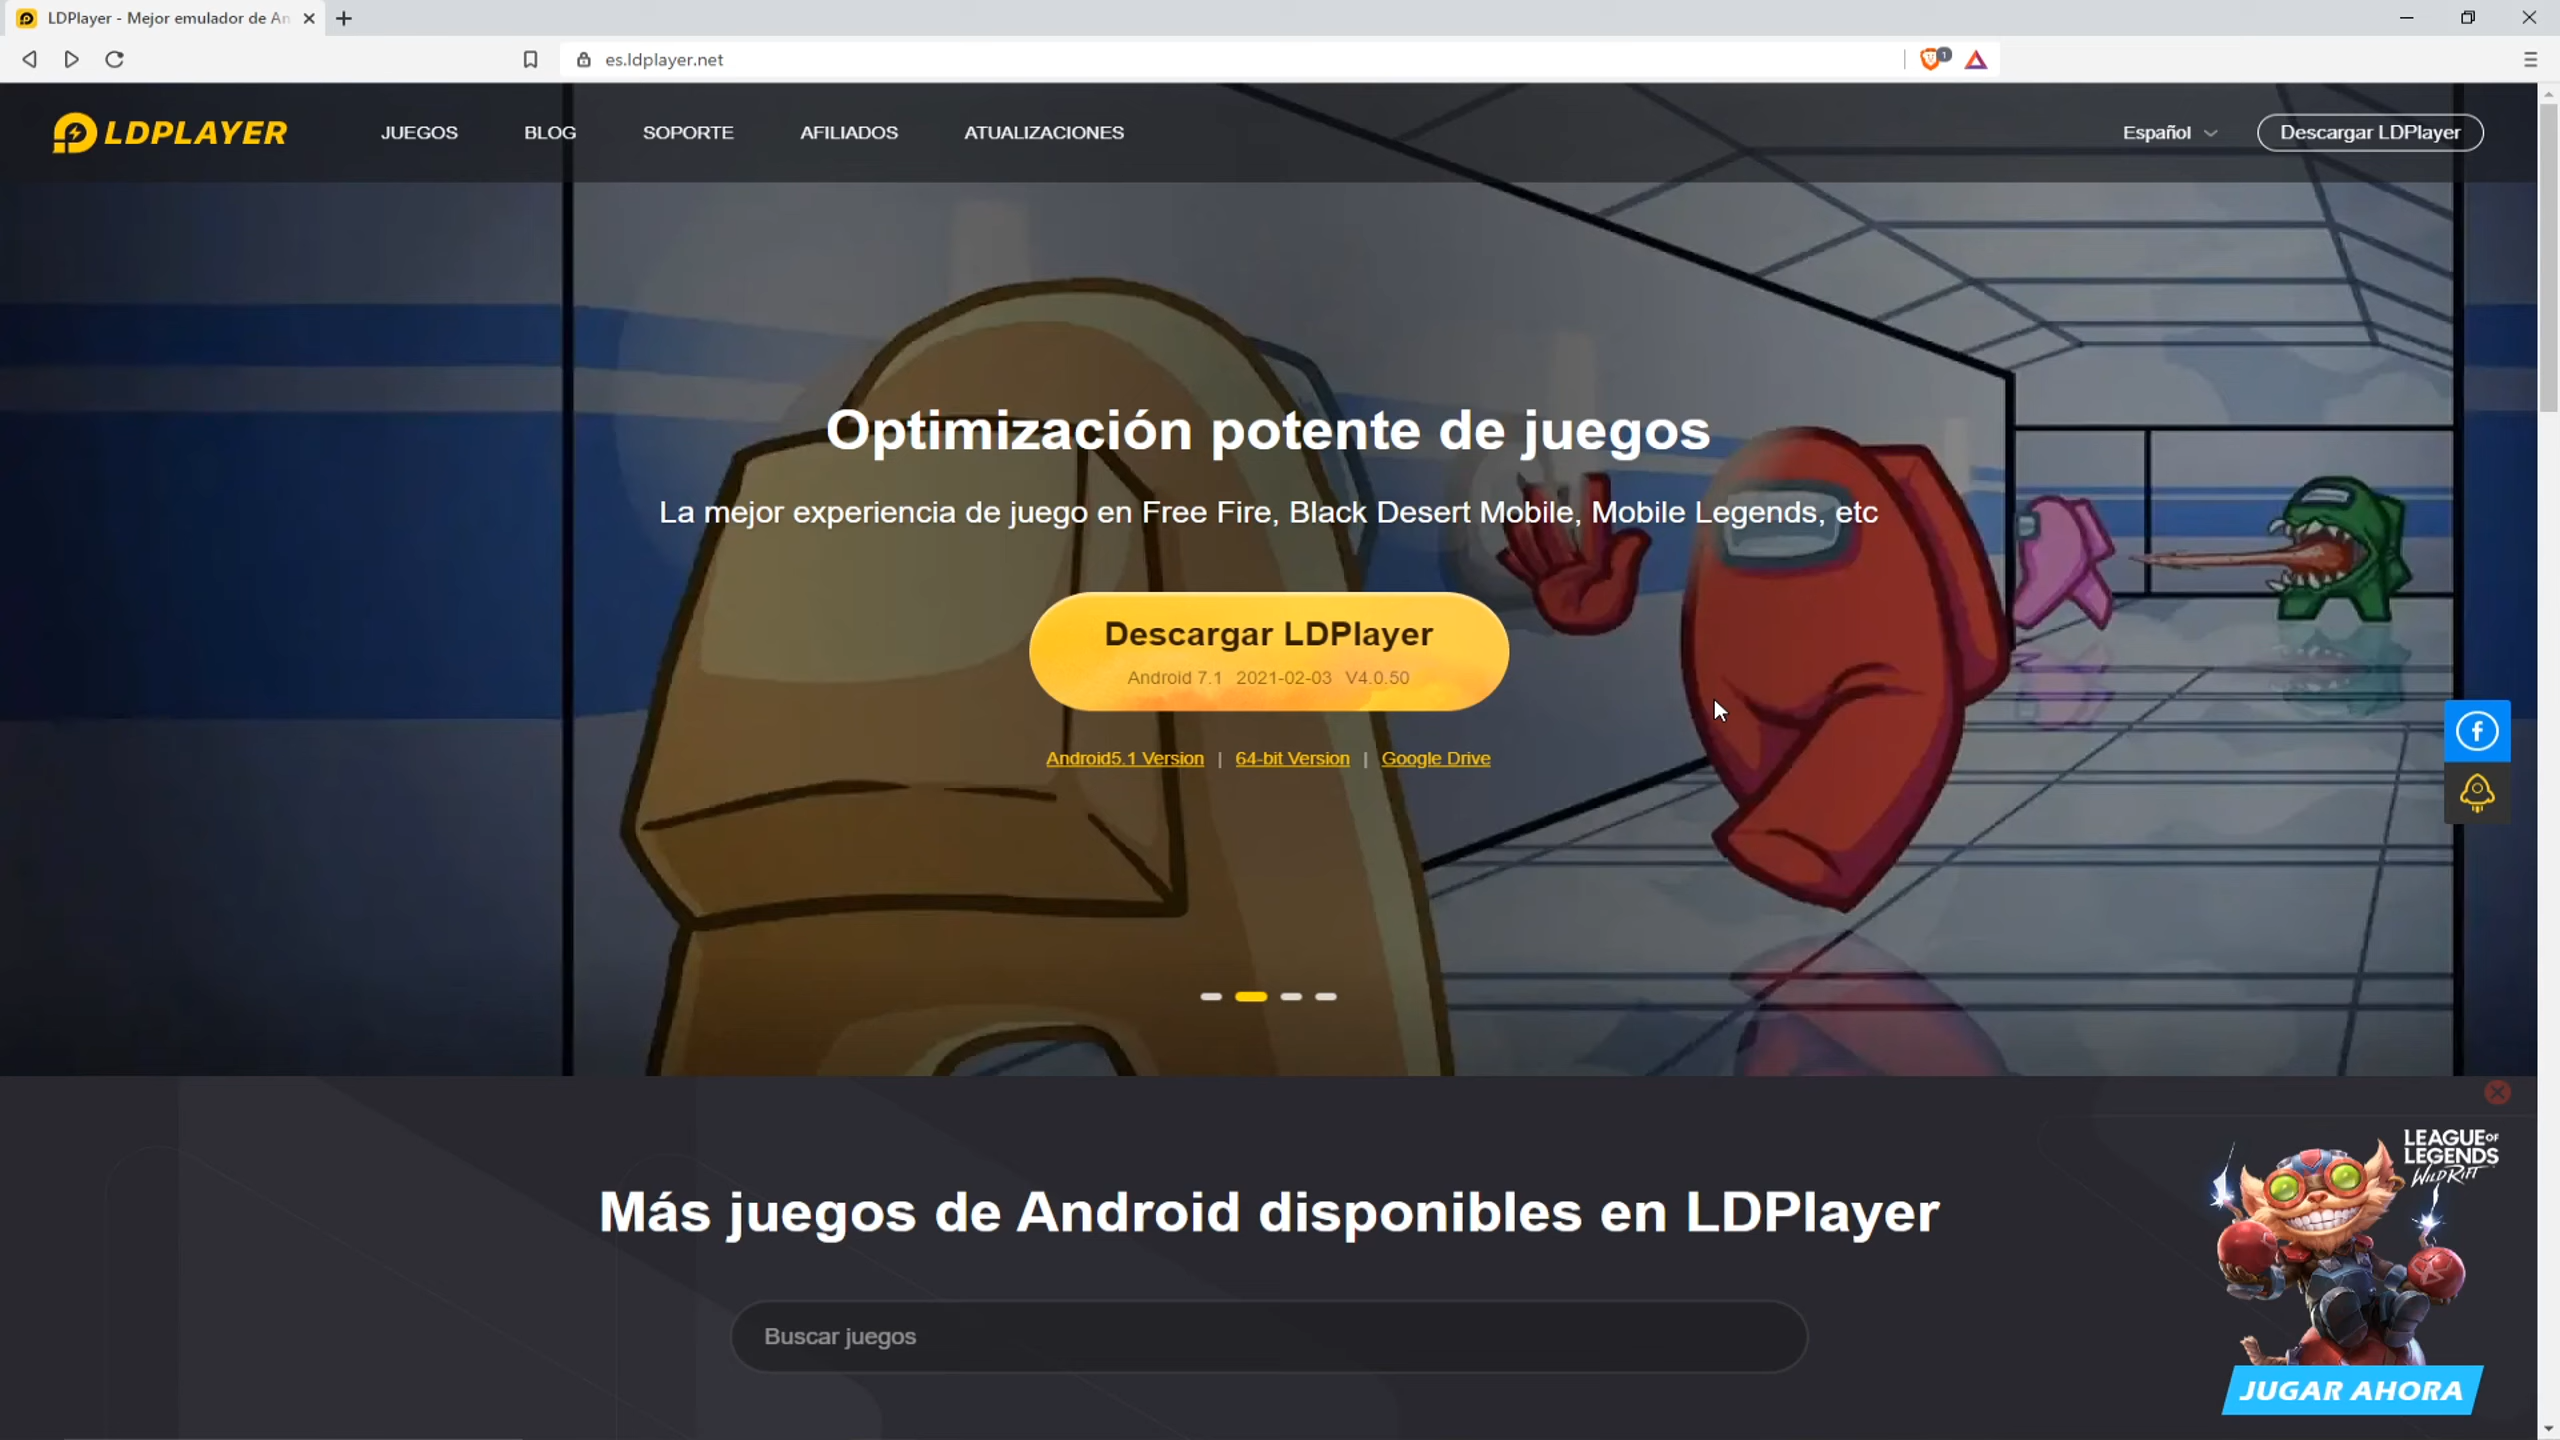 LDPlayer - Mejor emulador de An
es.ldplayer.net
1
LDPLAYER
JUEGOS
BLOG
SOPORTE
AFILIADOS
ATUALIZACIONES
Español
Descargar LDPlayer
Optimización potente de juegos
La mejor experiencia de juego en Free Fire, Black Desert Mobile, Mobile Legends, etc
Descargar LDPlayer
Android 7.1 2021-02-03 V4.0.50
Android5.1 Version | 64-bit Version | Google Drive
Más juegos de Android disponibles en LDPlayer
Buscar juegos
LEAGUE OF
LEGENDS
WILD RIFT
JUGAR AHORA